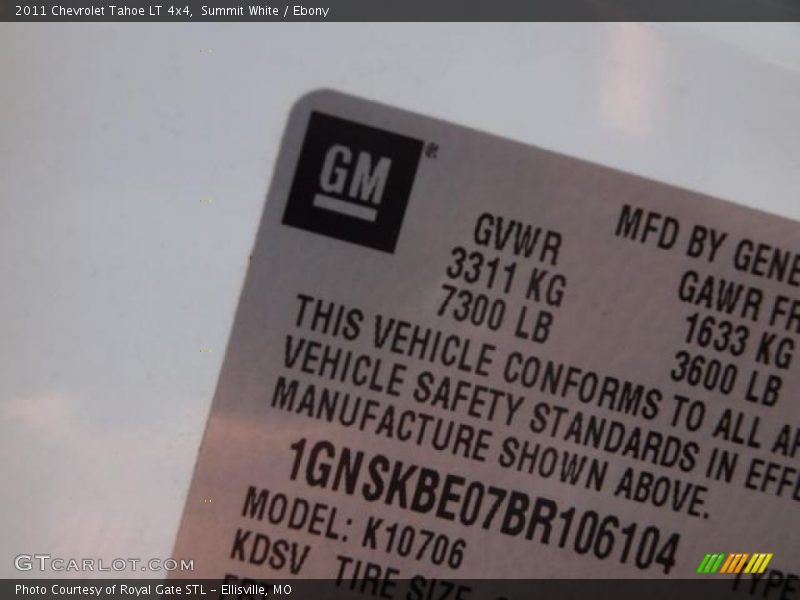 2011 Chevrolet Tahoe LT 4x4, Summit White / Ebony
GM
GVWR
3311 KG
7300 LB
MFD BY GENE
GAWR FR
1633 KG
3600 LB
THIS VEHICLE CONFORMS TO ALL AP
VEHICLE SAFETY STANDARDS IN EFFE
MANUFACTURE SHOWN ABOVE.
1GNSKBE07BR106104
MODEL: K10706
KDSV TIRE SIZE
TYPE
GTCARLOT.COM
Photo Courtesy of Royal Gate STL - Ellisville, MO